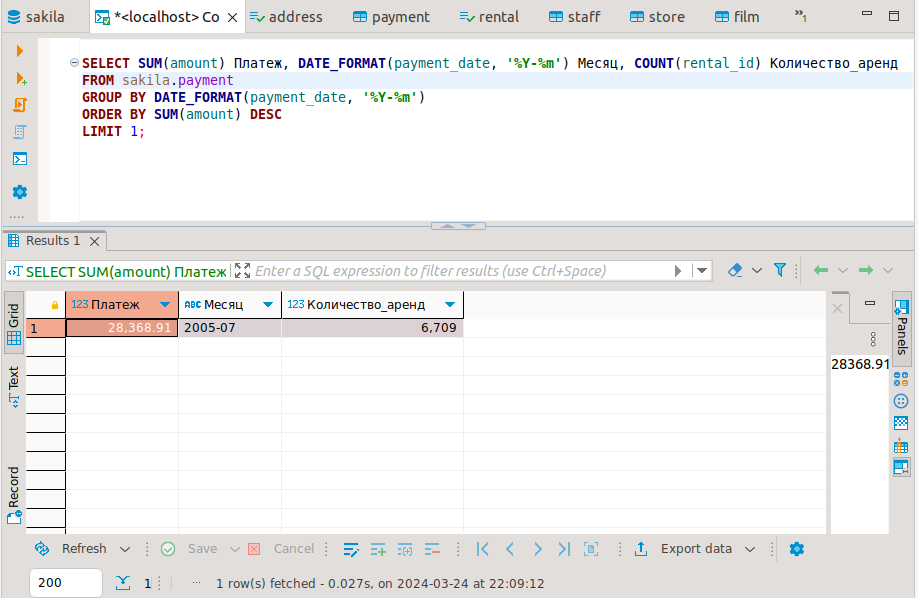 sakila
*<localhost> Co
address
payment
rental
staff
store
film
»1
SELECT SUM(amount) Платеж, DATE_FORMAT(payment_date, '%Y-%m') Месяц, COUNT(rental_id) Количество_аренд
FROM sakila.payment
GROUP BY DATE_FORMAT(payment_date, '%Y-%m')
ORDER BY SUM(amount) DESC
LIMIT 1;
Results 1
SELECT SUM(amount) Платеж
Enter a SQL expression to filter results (use Ctrl+Space)
Grid
Text
Record
123 Платеж
ABC Месяц
123 Количество_аренд
1
28,368.91
2005-07
6,709
28368.91
Panels
Refresh
Save
Cancel
Export data
200
1
1 row(s) fetched - 0.027s, on 2024-03-24 at 22:09:12